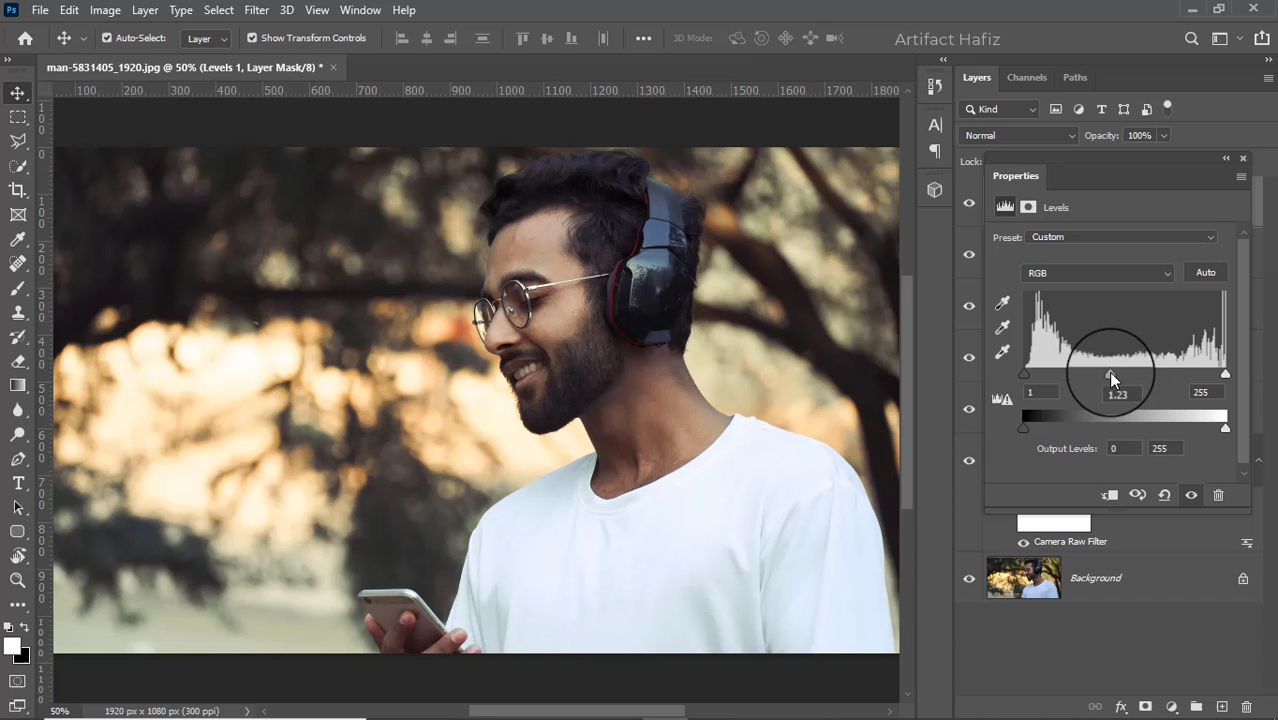 Ps File Edit Image Layer Type Select Filter 3D View Window Help
Auto-Select: Layer Show Transform Controls 3D Mode: Artifact Hafiz
man-5831405_1920.jpg @ 50% (Levels 1, Layer Mask/8) * Layers Channels Paths
100 200 300 400 500 600 700 800 900 1000 1100 1200 1300 1400 1500 1600 1700 1800
Kind
Normal Opacity: 100%
Lock:
Properties
Levels
Preset: Custom
RGB Auto
1 1.23 255
Output Levels: 0 255
Camera Raw Filter
Background
50% 1920 px x 1080 px (300 ppi)